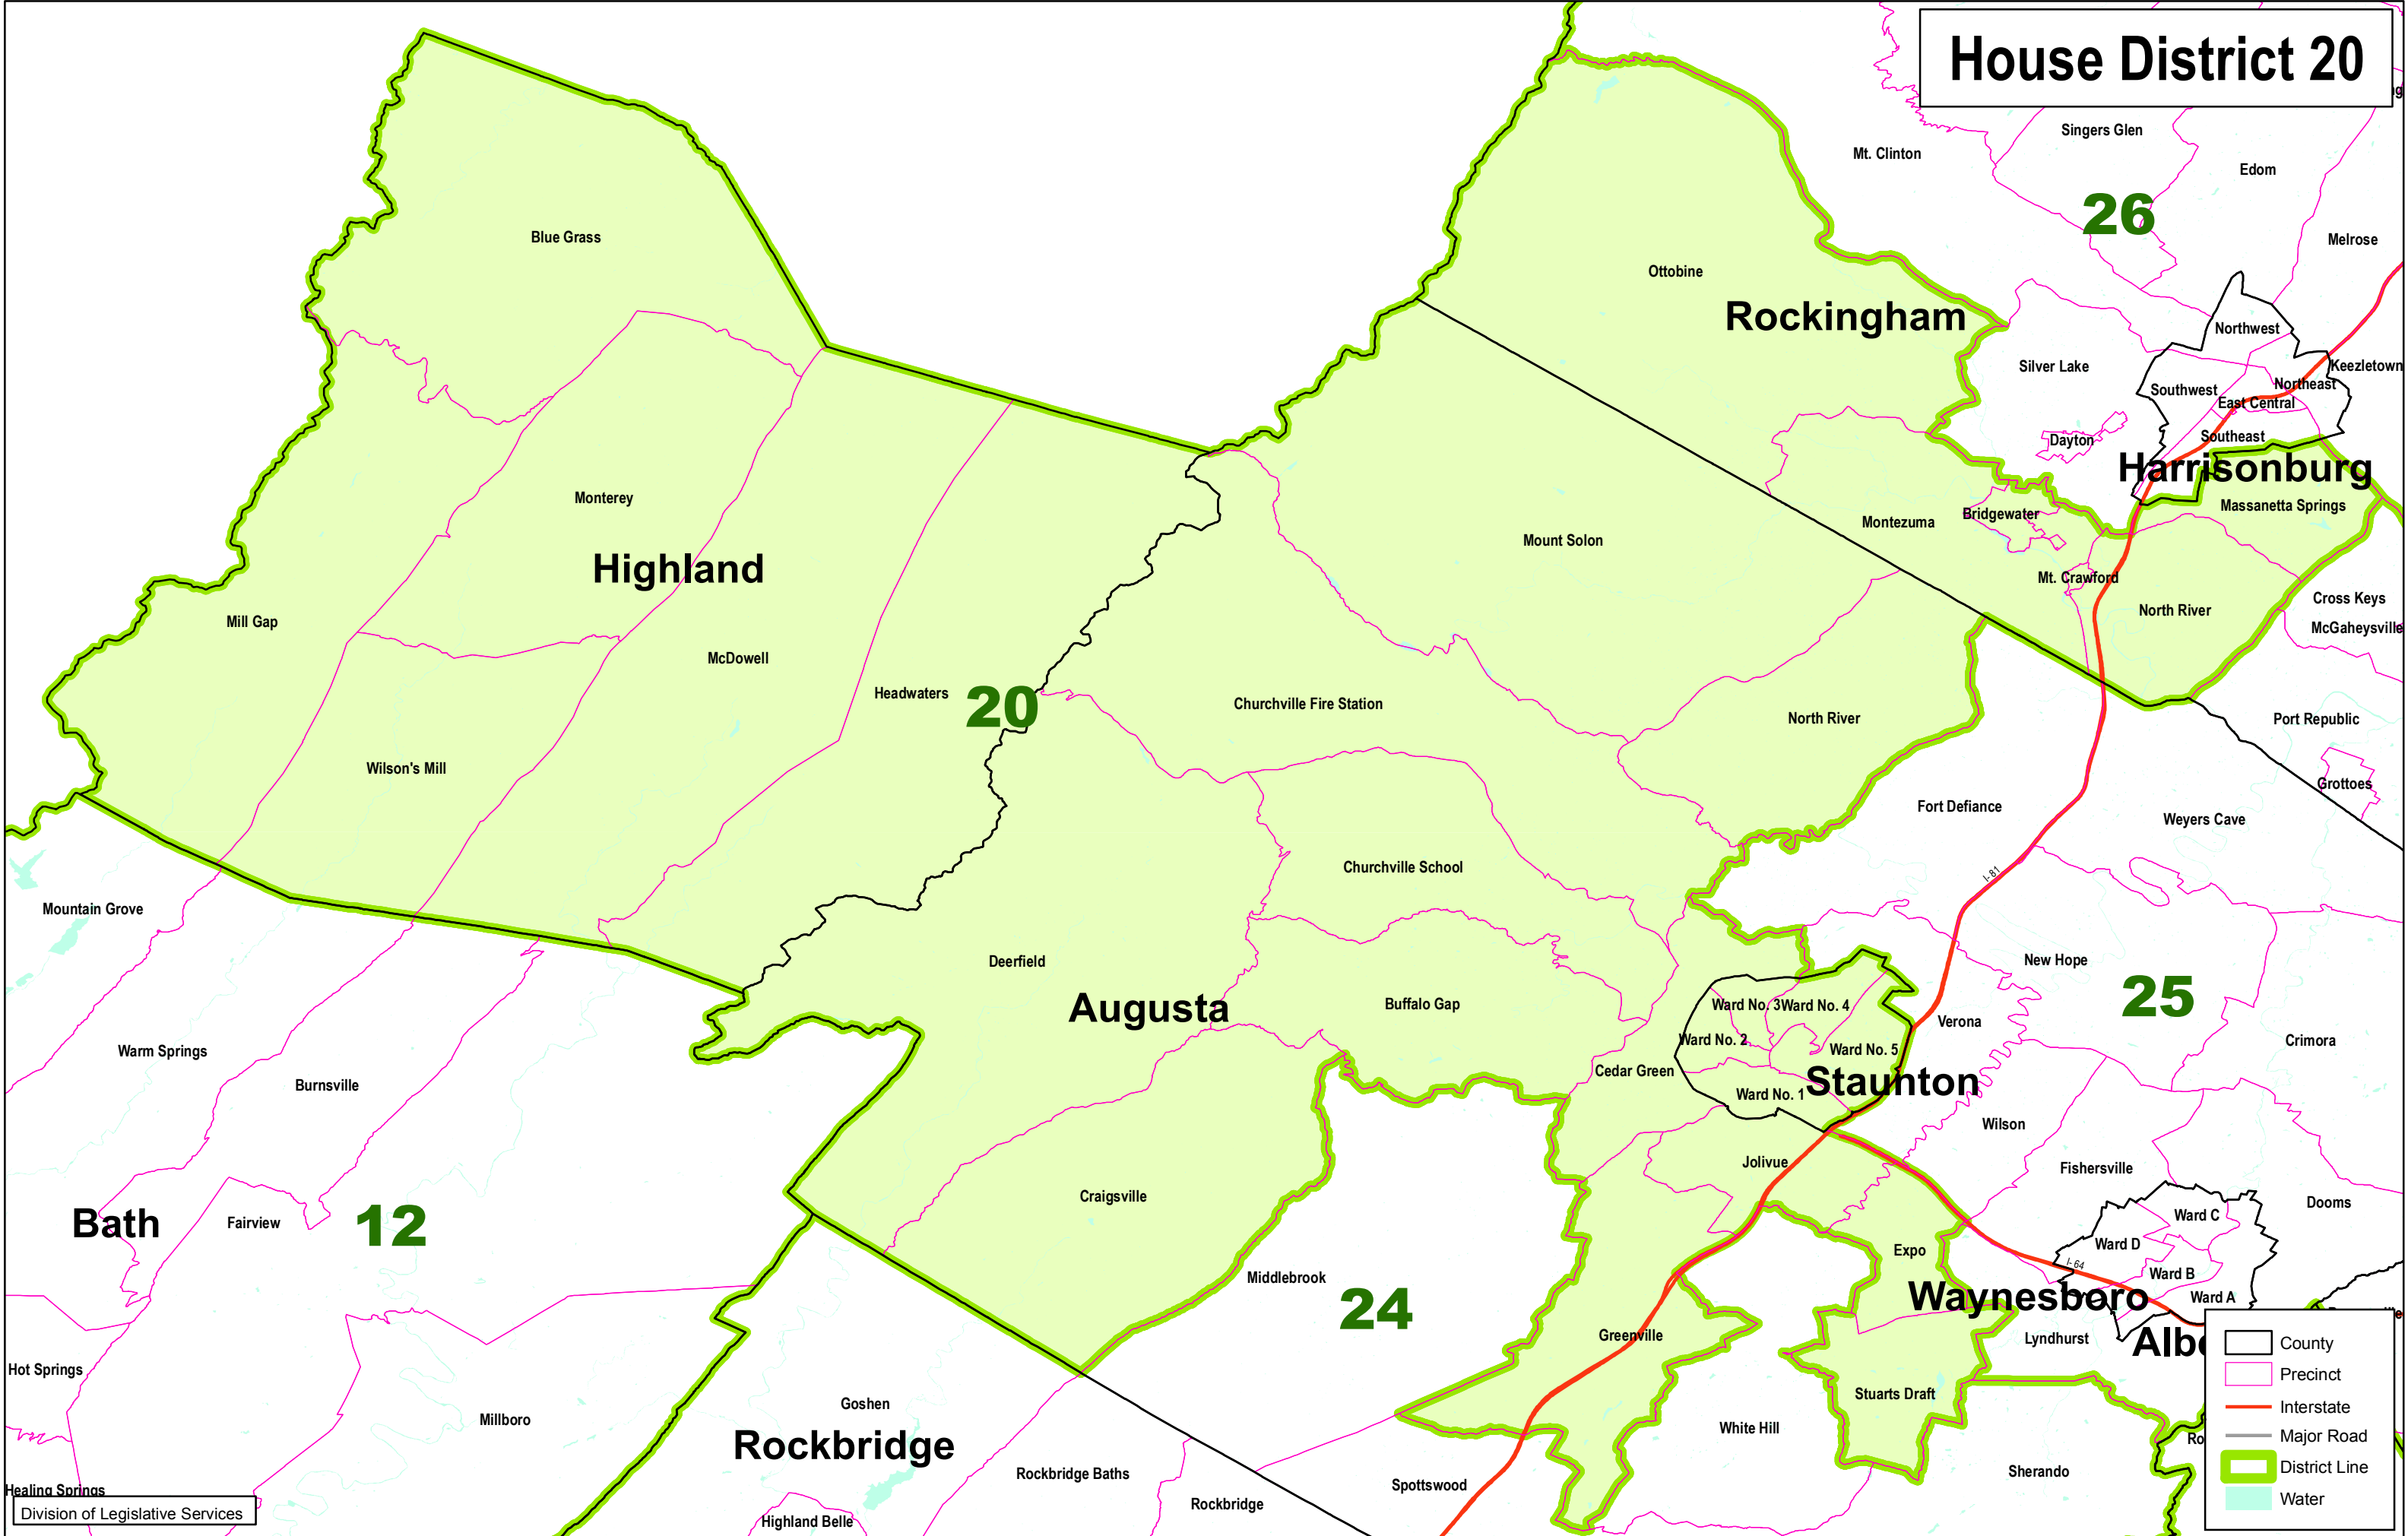 House District 20
Singers Glen
Mt. Clinton
Edom
26
Blue Grass
Melrose
Ottobine
Rockingham
Northwest
Silver Lake
Keezletown
Southwest
Northeast
East Central
Dayton
Southeast
Harrisonburg
Monterey
Massanetta Springs
Bridgewater
Montezuma
Mount Solon
Highland
Mt. Crawford
Cross Keys
North River
Mill Gap
McGaheysville
McDowell
Headwaters
20
Churchville Fire Station
North River
Port Republic
Wilson's Mill
Grottoes
Fort Defiance
Weyers Cave
Churchville School
I-81
Mountain Grove
Deerfield
New Hope
25
Augusta
Buffalo Gap
Ward No. 3
Ward No. 4
Verona
Ward No. 2
Crimora
Warm Springs
Ward No. 5
Cedar Green
Staunton
Burnsville
Ward No. 1
Wilson
Jolivue
Fishersville
Craigsville
Dooms
Bath
Fairview
12
Ward C
Ward D
Expo
I-64
Ward B
Middlebrook
24
Waynesboro
Ward A
Greenville
Lyndhurst
Albe
County
Hot Springs
Precinct
Stuarts Draft
Goshen
Interstate
Millboro
White Hill
Rockbridge
Ro
Major Road
District Line
Rockbridge Baths
Sherando
Spottswood
Healing Springs
Water
Rockbridge
Division of Legislative Services
Highland Belle